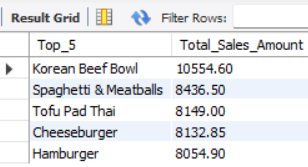 Result Grid Filter Rows:
Top_5 Total_Sales_Amount
Korean Beef Bowl 10554.60
Spaghetti & Meatballs 8436.50
Tofu Pad Thai 8149.00
Cheeseburger 8132.85
Hamburger 8054.90